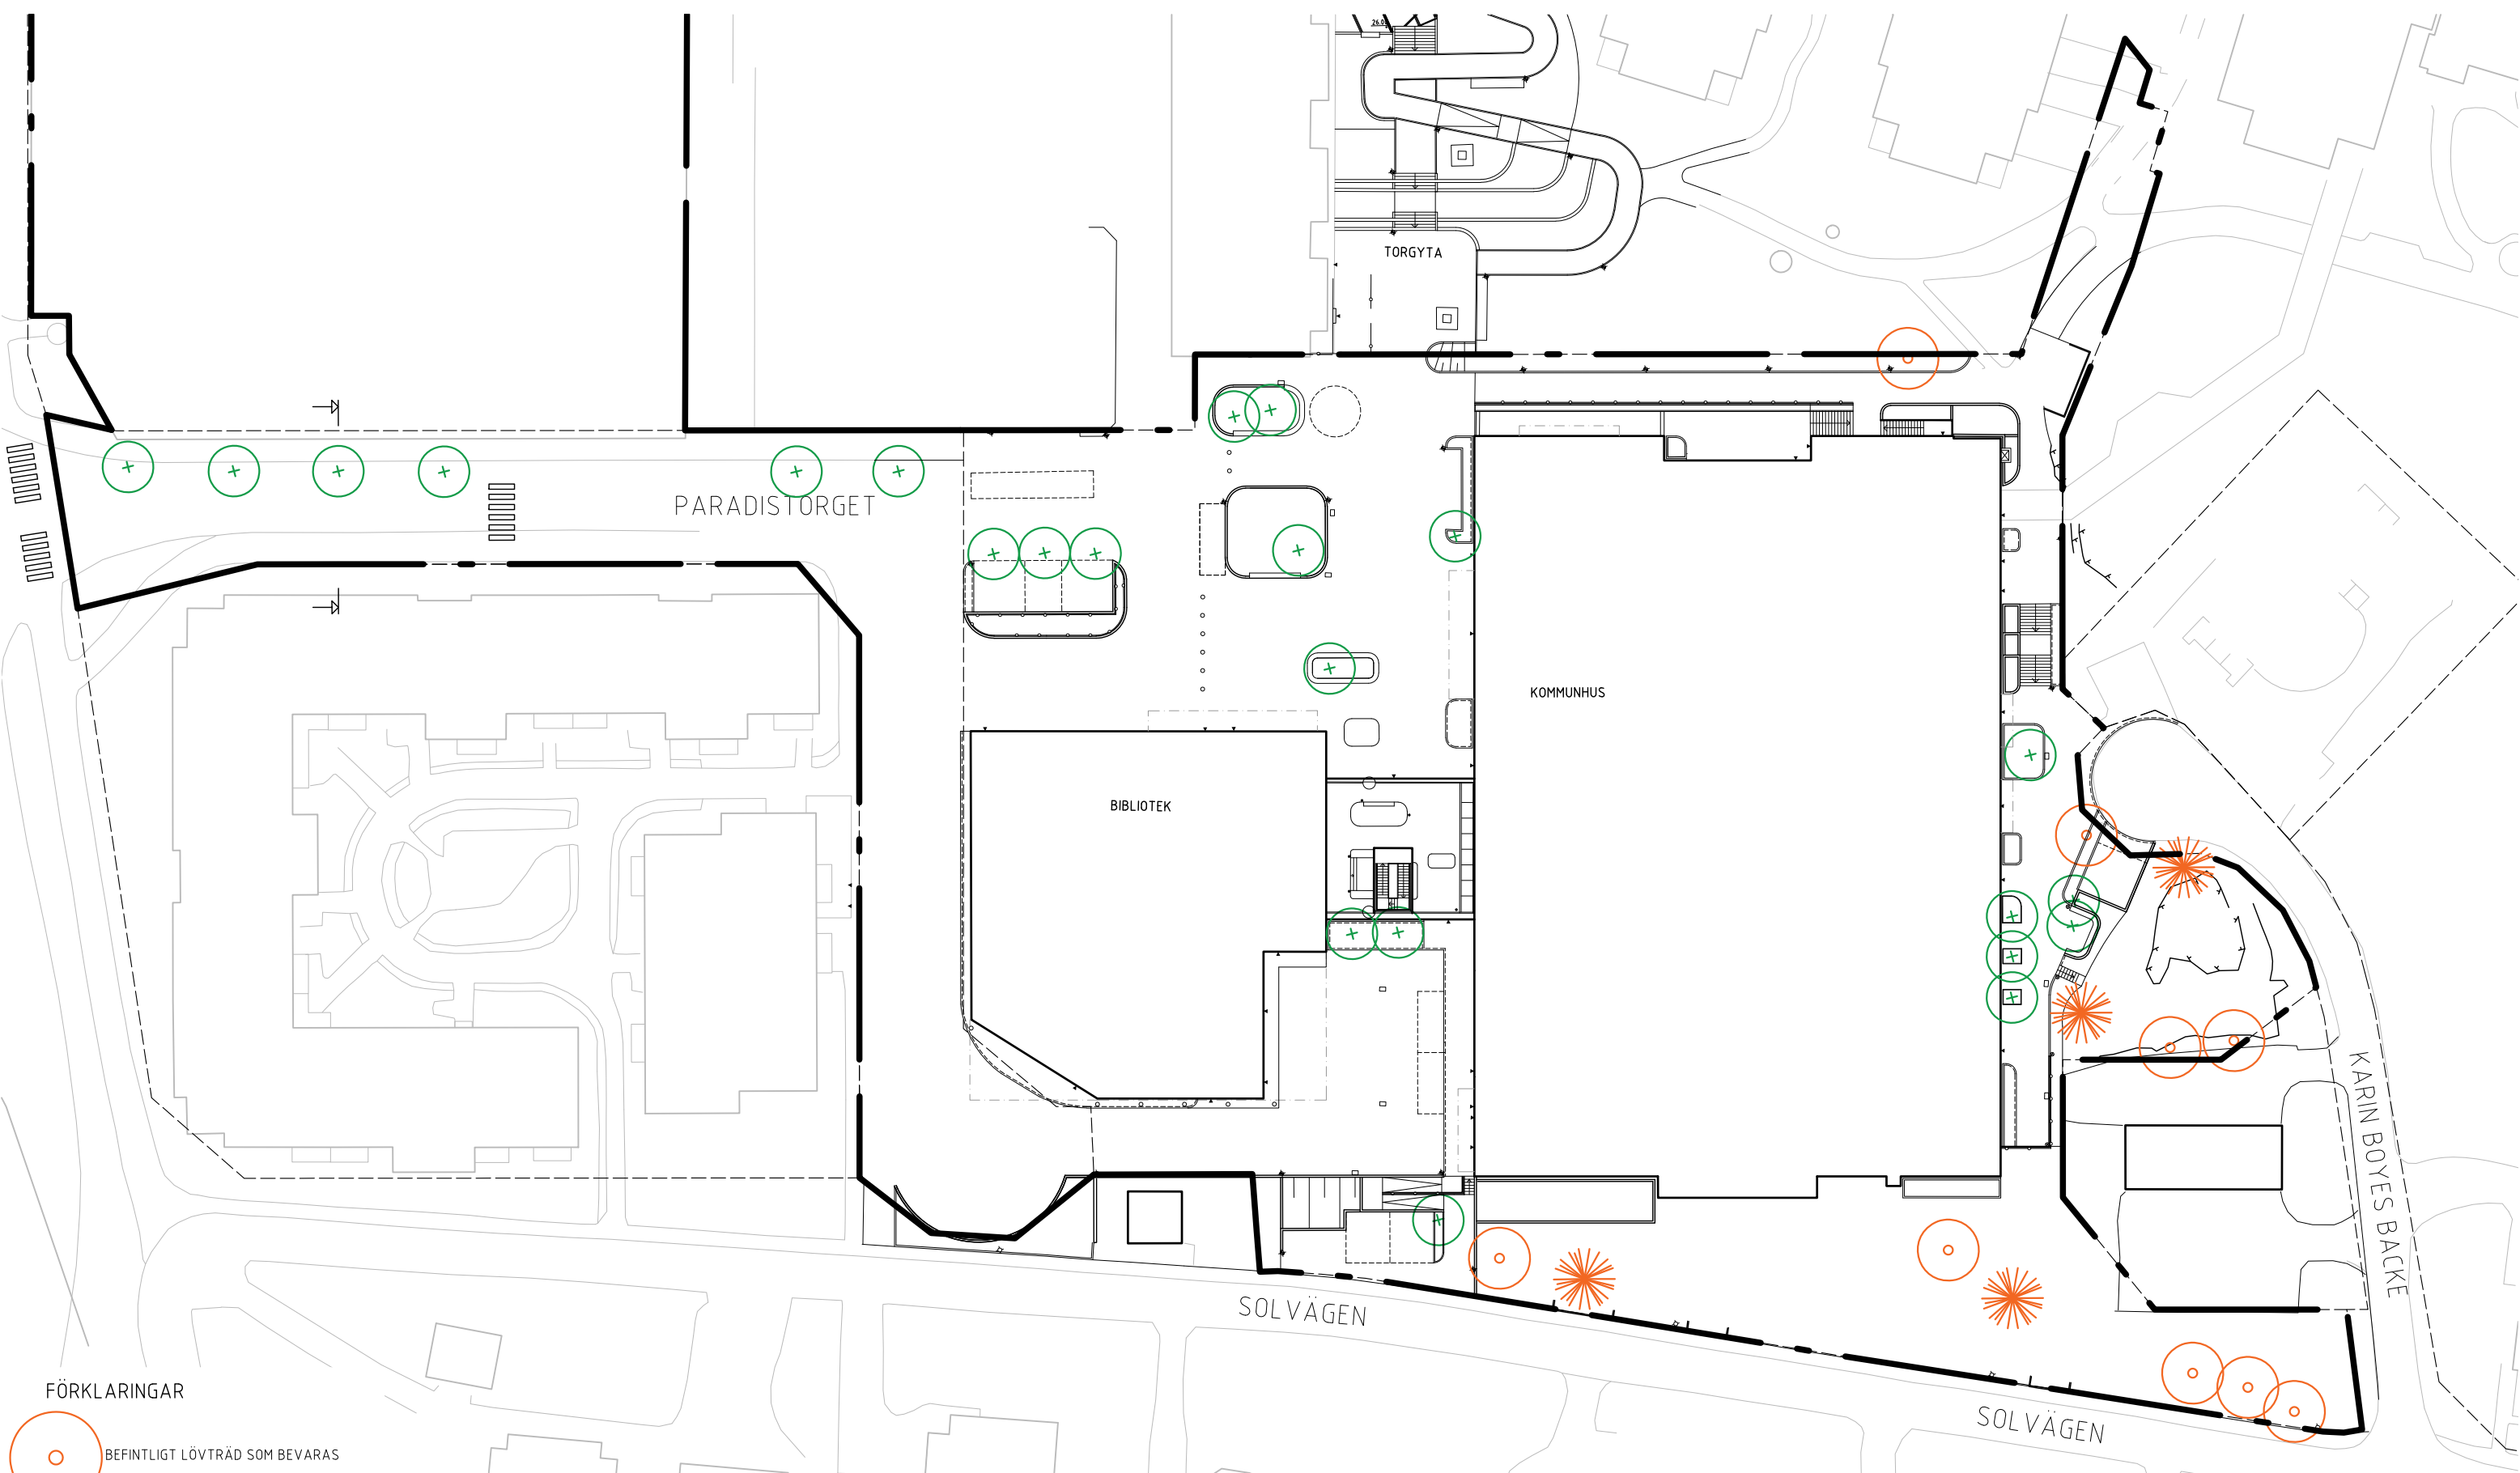 TORGYTA
PARADISTORGET
KOMMUNHUS
BIBLIOTEK
KARIN BOYES BACKE
SOLVÄGEN
SOLVÄGEN
FÖRKLARINGAR
BEFINTLIGT LÖVTRÄD SOM BEVARAS